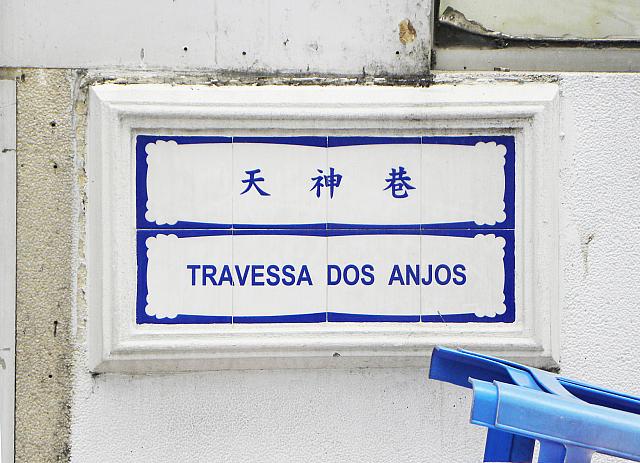 天神巷
TRAVESSA DOS ANJOS